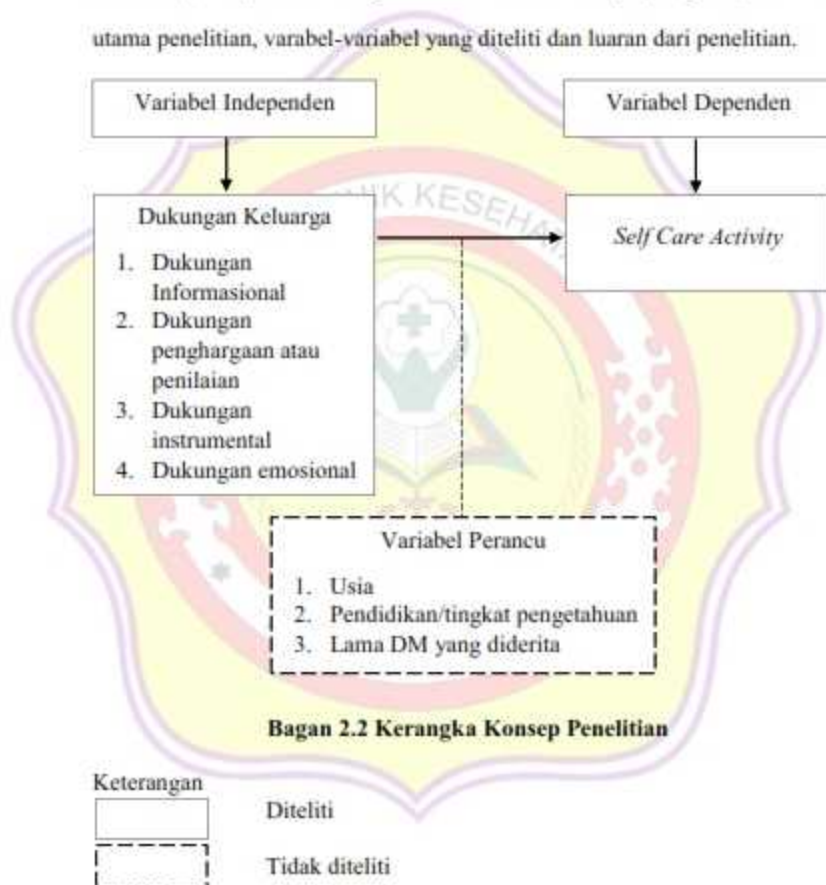 utama penelitian, varabel-variabel yang diteliti dan luaran dari penelitian.
Variabel Independen
Variabel Dependen
Dukungan Keluarga
1. Dukungan
Informasional
2. Dukungan
penghargaan atau
penilaian
3. Dukungan
instrumental
4. Dukungan emosional
Self Care Activity
NIK KESEHA
Variabel Perancu
1. Usia
2. Pendidikan/tingkat pengetahuan
3. Lama DM yang diderita
Bagan 2.2 Kerangka Konsep Penelitian
Keterangan
Diteliti
Tidak diteliti